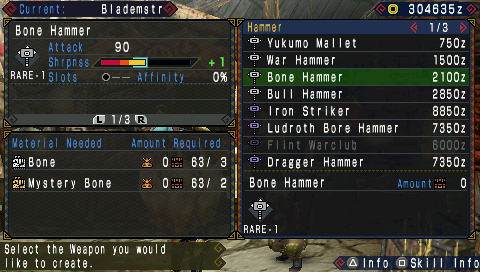 Current: Blademstr
304635z
Bone Hammer
Attack 90
Shrpnss +1
RARE-1
Slots ●―― Affinity 0%
L 1/3 R
Material Needed Amount Required
Bone 0 63/ 3
Mystery Bone 0 63/ 2
Select the Weapon you would
like to create.
Hammer
1/3
Yukumo Mallet 750z
War Hammer 1500z
Bone Hammer 2100z
Bull Hammer 2850z
Iron Striker 8850z
Ludroth Bore Hammer 7350z
Flint Warclub 6000z
Dragger Hammer 7350z
Bone Hammer Amount 0
RARE-1
△ Info □ Skill Info